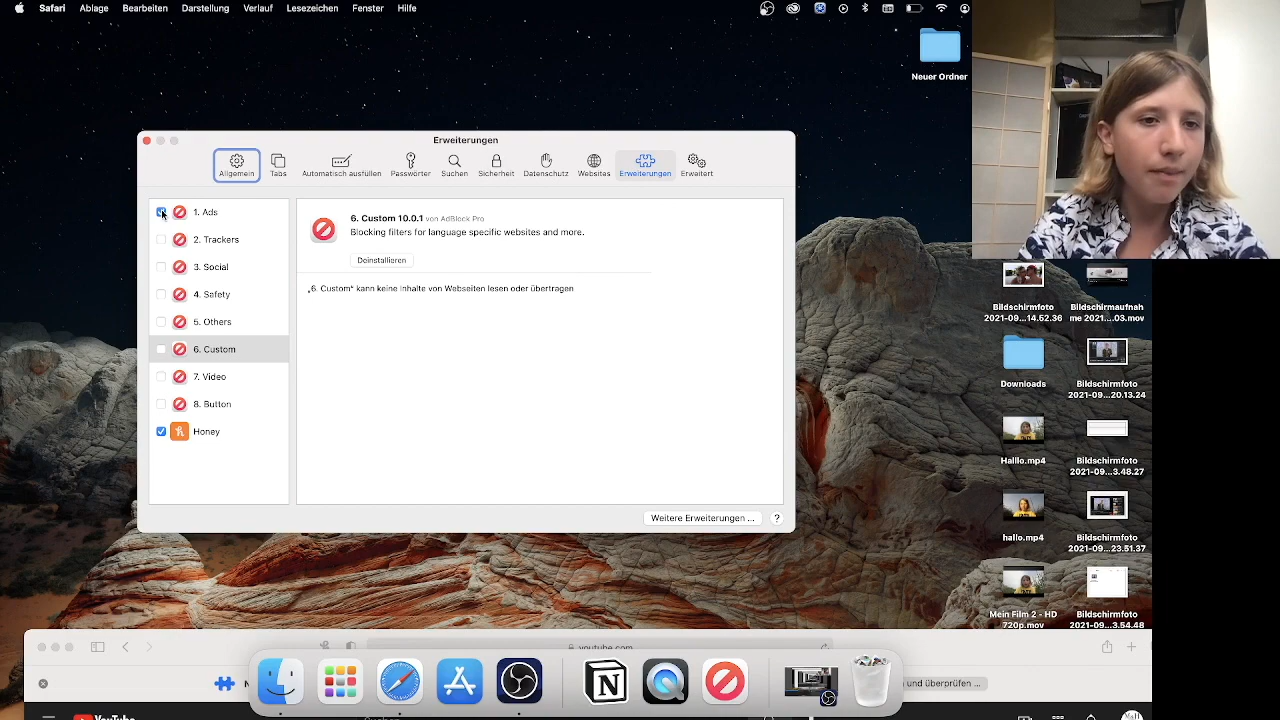 Safari Ablage Bearbeiten Darstellung Verlauf Lesezeichen Fenster Hilfe
Neuer Ordner
Erweiterungen
Allgemein Tabs Automatisch ausfüllen Passwörter Suchen Sicherheit Datenschutz Websites Erweiterungen Erweitert
1. Ads
2. Trackers
3. Social
4. Safety
5. Others
6. Custom
7. Video
8. Button
Honey
6. Custom 10.0.1 von AdBlock Pro
Blocking filters for language specific websites and more.
Deinstallieren
„6. Custom“ kann keine Inhalte von Webseiten lesen oder übertragen
Weitere Erweiterungen ... ?
Bildschirmfoto
2021-09...14.52.36
Bildschirmaufnah
me 2021....03.mov
Downloads
Bildschirmfoto
2021-09...20.13.24
Halllo.mp4
Bildschirmfoto
2021-09...3.48.27
hallo.mp4
Bildschirmfoto
2021-09...23.51.37
Mein Film 2 - HD
720p.mov
Bildschirmfoto
2021-09...3.54.48
youtube.com
N
und überprüfen ...
YouTube